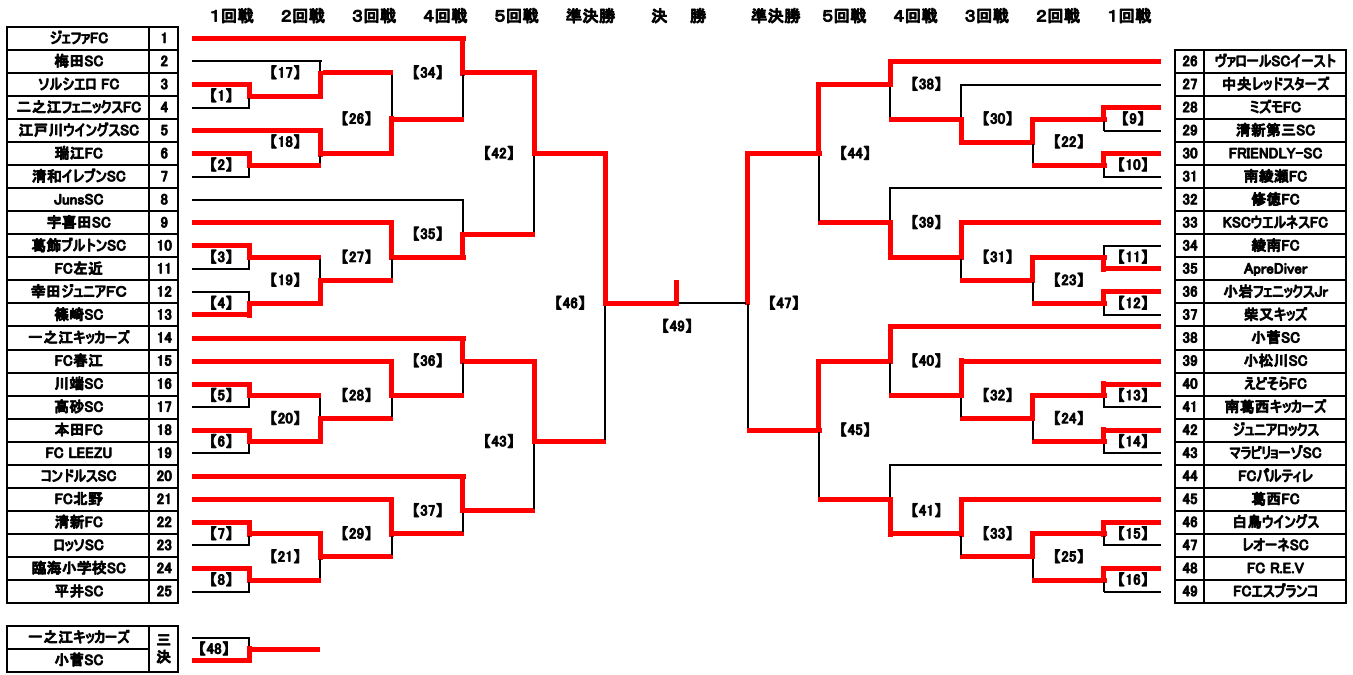 1回戦 2回戦 3回戦 4回戦 5回戦 準決勝 決 勝 準決勝 5回戦 4回戦 3回戦 2回戦 1回戦
ジェファFC 1
梅田SC 2
ソルシエロ FC 3
二之江フェニックスFC 4
江戸川ウイングスSC 5
瑞江FC 6
清和イレブンSC 7
JunsSC 8
宇喜田SC 9
葛飾ブルトンSC 10
FC左近 11
幸田ジュニアFC 12
篠崎SC 13
一之江キッカーズ 14
FC春江 15
川端SC 16
高砂SC 17
本田FC 18
FC LEEZU 19
コンドルスSC 20
FC北野 21
清新FC 22
ロッソSC 23
臨海小学校SC 24
平井SC 25
【1】
【2】
【3】
【4】
【5】
【6】
【7】
【8】
【17】
【18】
【19】
【20】
【21】
【26】
【27】
【28】
【29】
【34】
【35】
【36】
【37】
【42】
【43】
【46】
【49】
【47】
【44】
【45】
【38】
【39】
【40】
【41】
【30】
【31】
【32】
【33】
【22】
【23】
【24】
【25】
【9】
【10】
【11】
【12】
【13】
【14】
【15】
【16】
26 ヴァロールSCイースト
27 中央レッドスターズ
28 ミズモFC
29 清新第三SC
30 FRIENDLY-SC
31 南綾瀬FC
32 修徳FC
33 KSCウエルネスFC
34 綾南FC
35 ApreDiver
36 小岩フェニックスJr
37 柴又キッズ
38 小菅SC
39 小松川SC
40 えどそらFC
41 南葛西キッカーズ
42 ジュニアロックス
43 マラビリョーゾSC
44 FCパルティレ
45 葛西FC
46 白鳥ウイングス
47 レオーネSC
48 FC R.E.V
49 FCエスブランコ
一之江キッカーズ
小菅SC
三決
【48】